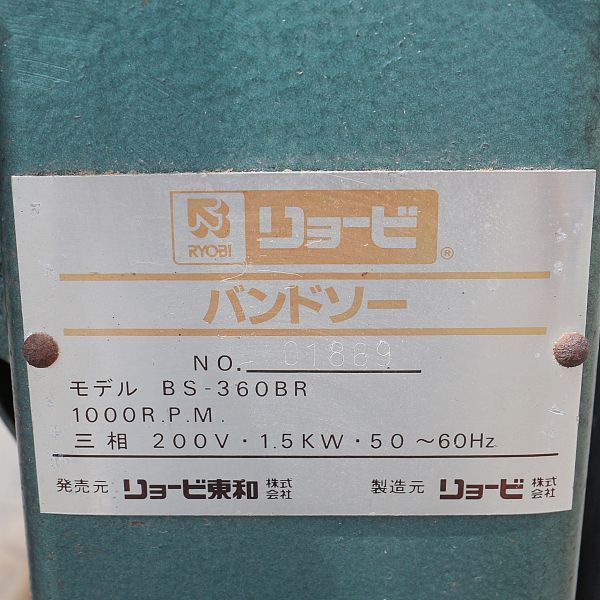 RYOBI リョービ ®
バンドソー
NO. 01889
モデル BS-360BR
1000R.P.M.
三相 200V・1.5KW・50～60Hz
発売元 リョービ東和 株式会社 製造元 リョービ 株式会社